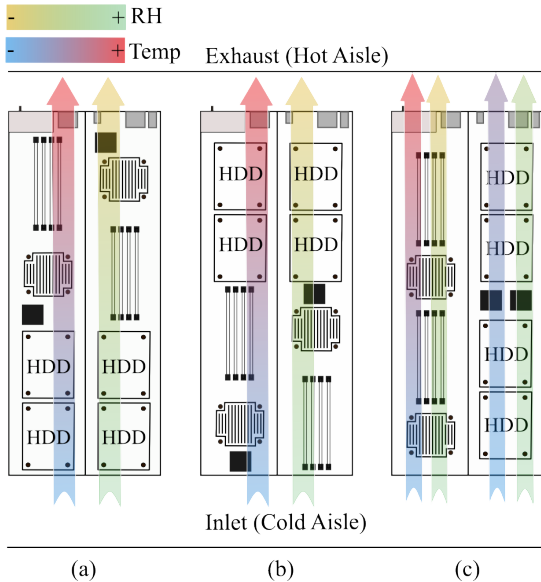 - + RH
- + Temp
Exhaust (Hot Aisle)
HDD HDD
HDD
HDD HDD
HDD
HDD HDD
HDD
HDD HDD
HDD
Inlet (Cold Aisle)
(a) (b) (c)